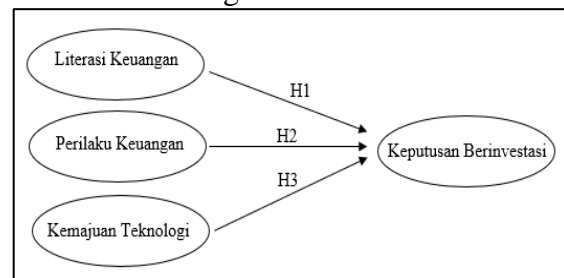 Literasi Keuangan
H1
Perilaku Keuangan
H2
Keputusan Berinvestasi
H3
Kemajuan Teknologi